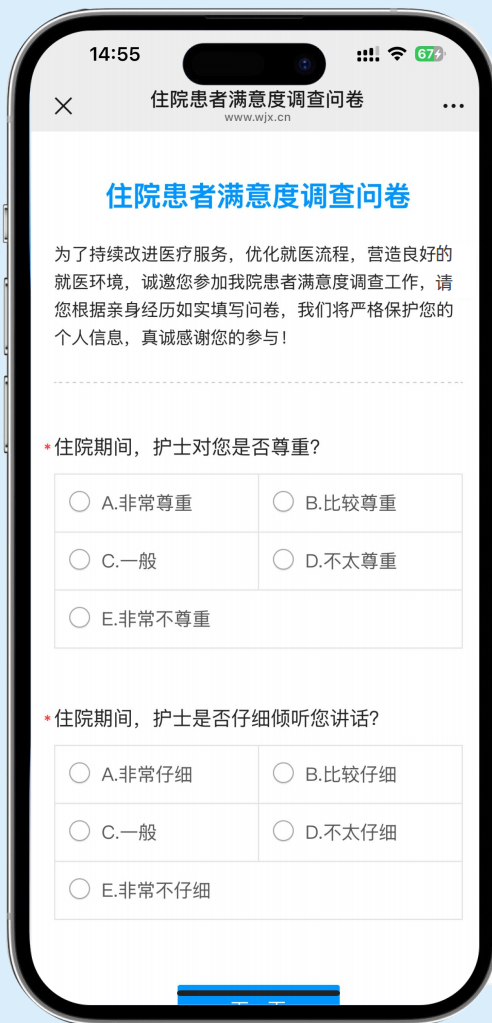 14:55
67
住院患者满意度调查问卷
www.wjx.cn
住院患者满意度调查问卷
为了持续改进医疗服务，优化就医流程，营造良好的
就医环境，诚邀您参加我院患者满意度调查工作，请
您根据亲身经历如实填写问卷，我们将严格保护您的
个人信息，真诚感谢您的参与！
*住院期间，护士对您是否尊重?
A.非常尊重
B.比较尊重
C.一般
D.不太尊重
E.非常不尊重
*住院期间，护士是否仔细倾听您讲话?
A.非常仔细
B.比较仔细
C.一般
D.不太仔细
E.非常不仔细